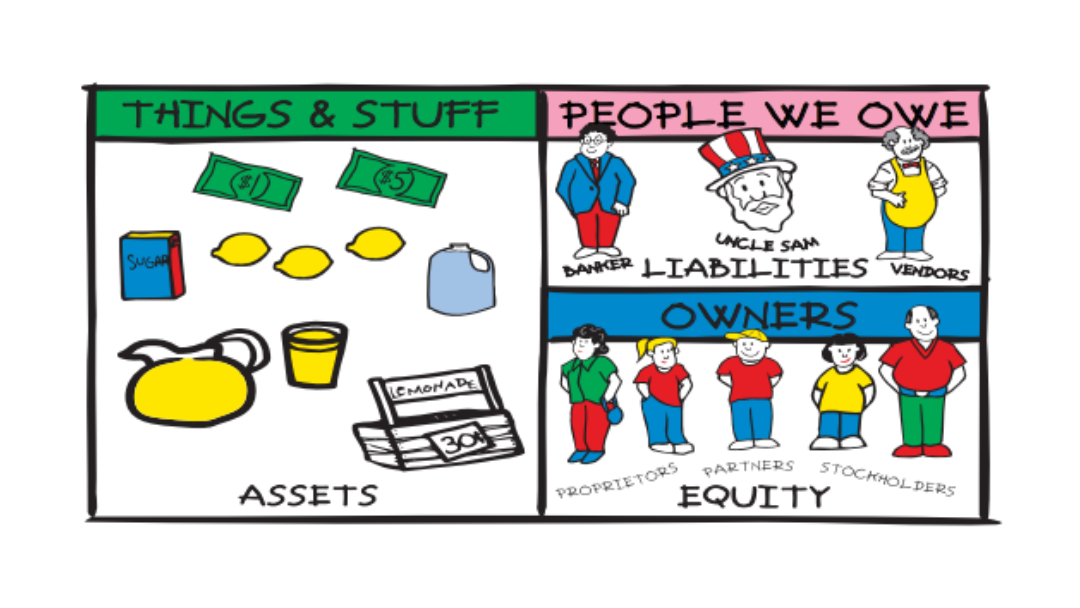 THINGS & STUFF
$1
$5
SUGAR
LEMONADE
30¢
ASSETS
PEOPLE WE OWE
BANKER
UNCLE SAM
VENDORS
LIABILITIES
OWNERS
PROPRIETORS
PARTNERS
STOCKHOLDERS
EQUITY